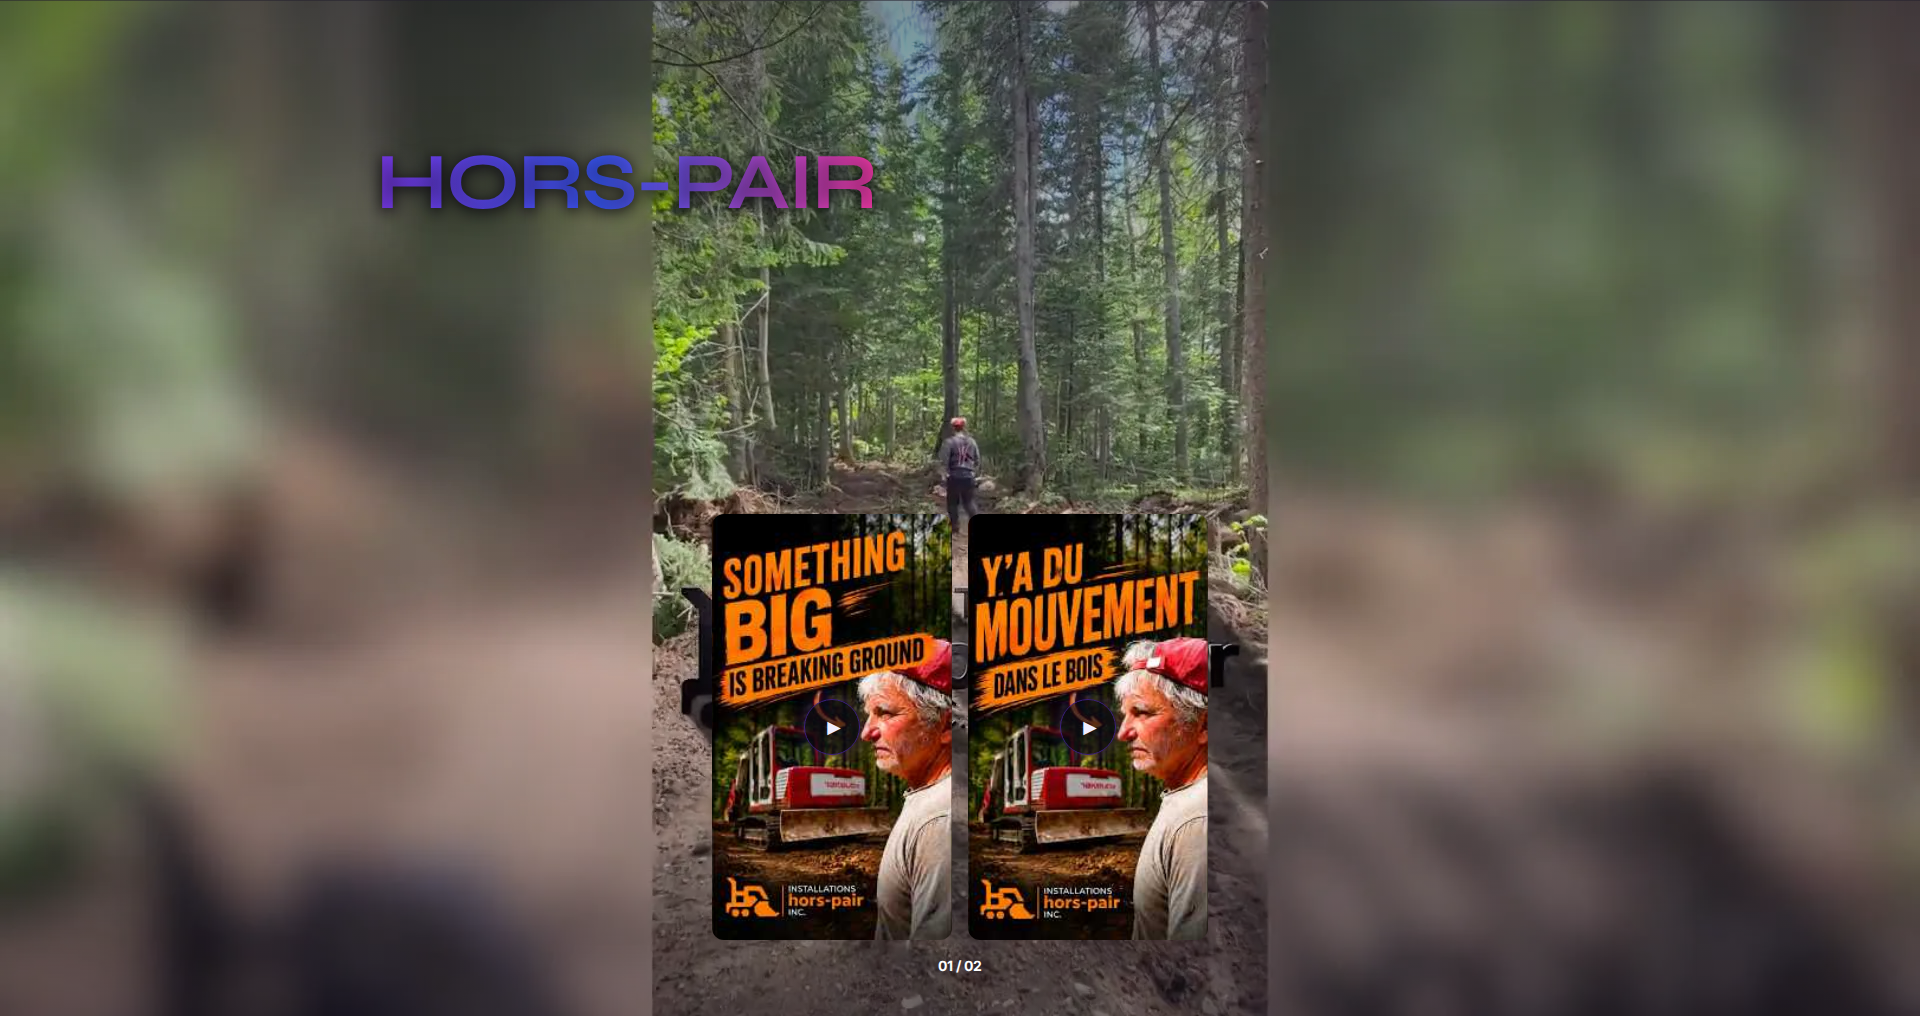 HORS-PAIR
SOMETHING
BIG
IS BREAKING GROUND
INSTALLATIONS
hors-pair
INC.
Y'A DU
MOUVEMENT
DANS LE BOIS
INSTALLATIONS
hors-pair
INC.
01 / 02